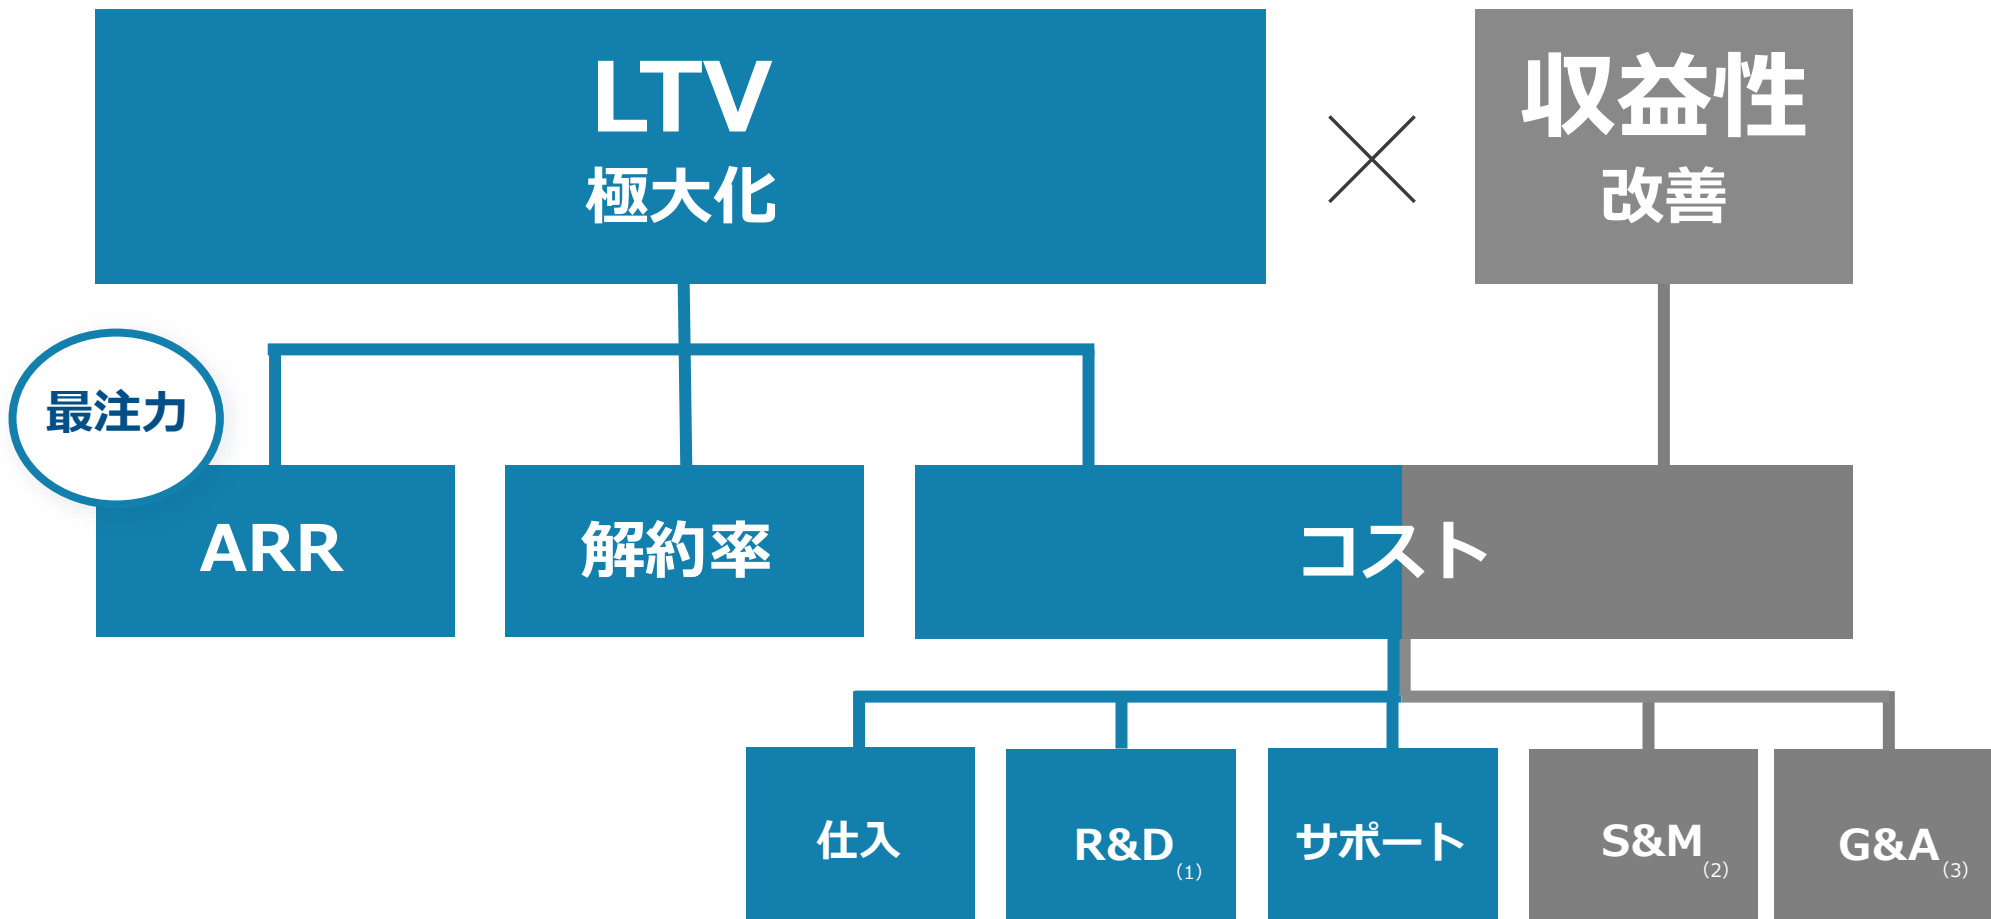 LTV
極大化
収益性
改善
最注力
ARR
解約率
コスト
仕入
R&D(1)
サポート
S&M(2)
G&A(3)